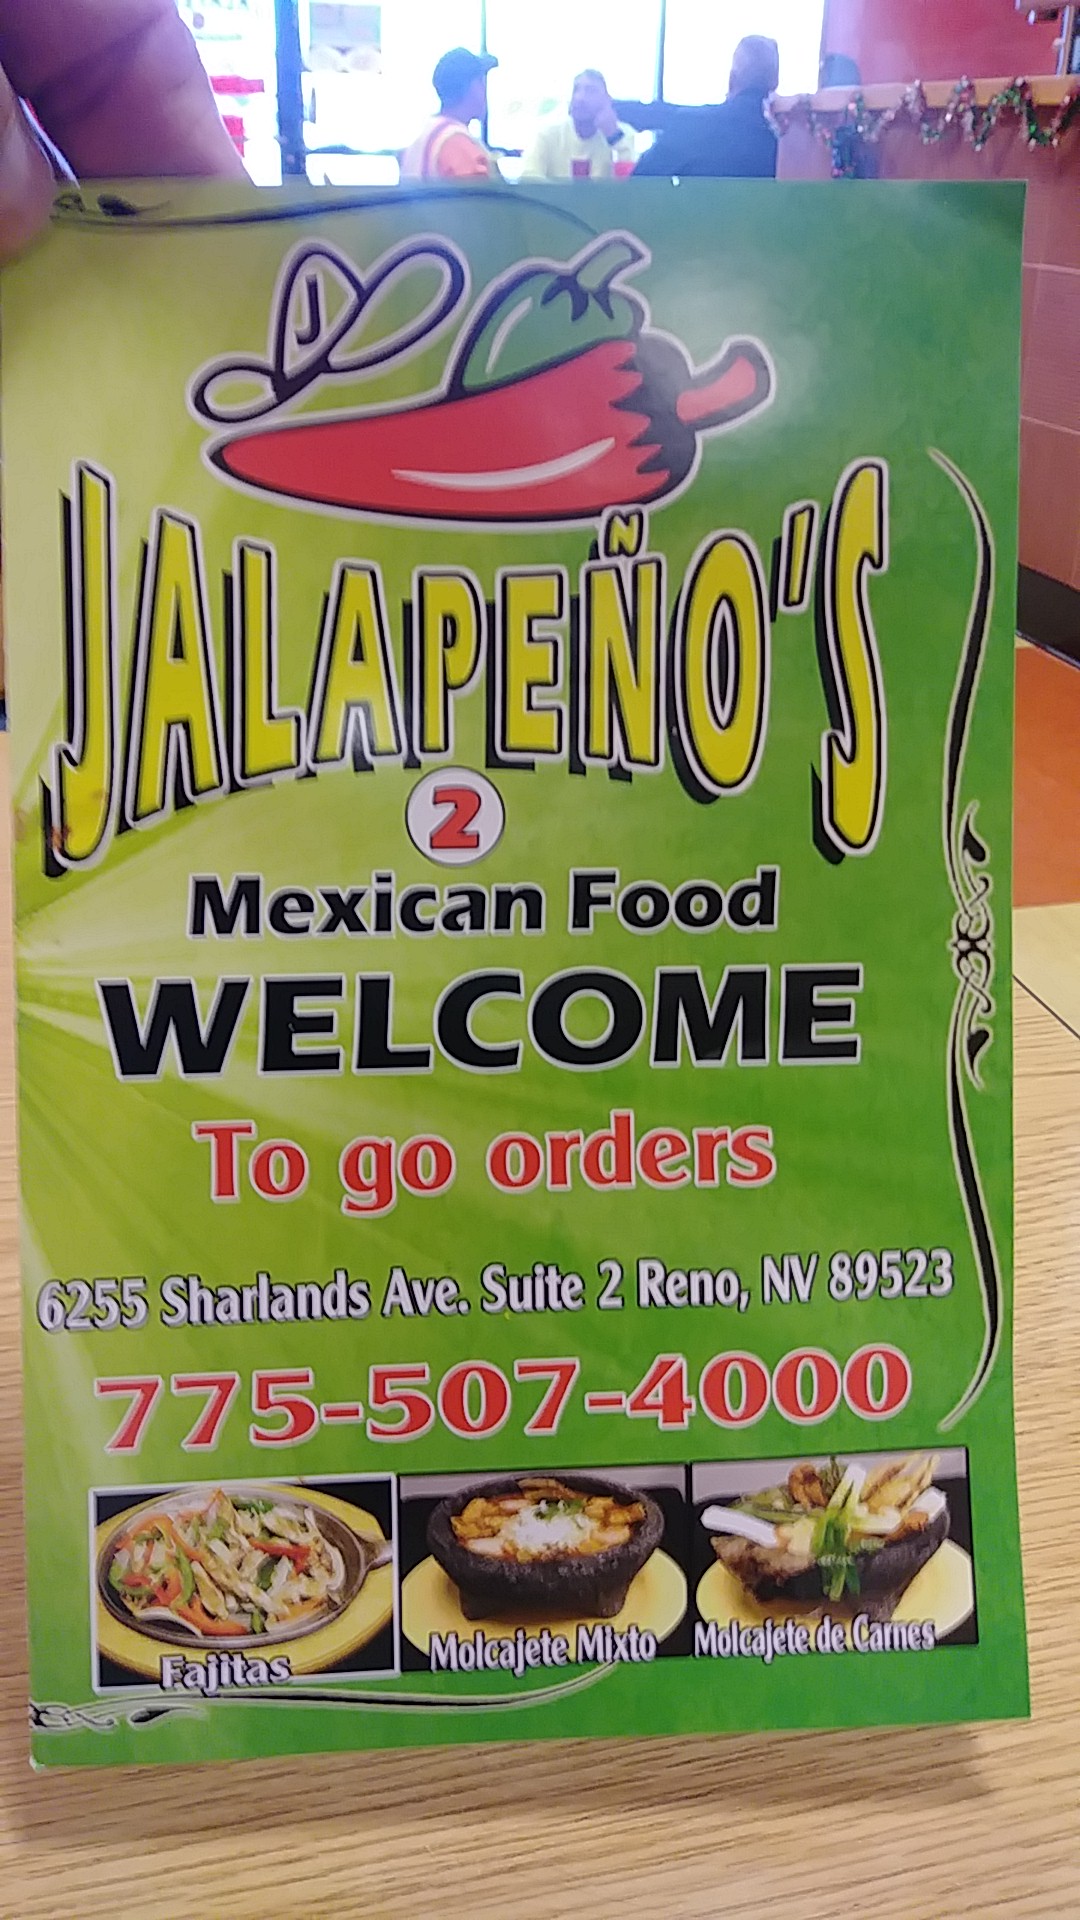 J
JALAPEÑO'S
2
Mexican Food
WELCOME
To go orders
6255 Sharlands Ave. Suite 2 Reno, NV 89523
775-507-4000
Fajitas
Molcajete Mixto
Molcajete de Carnes